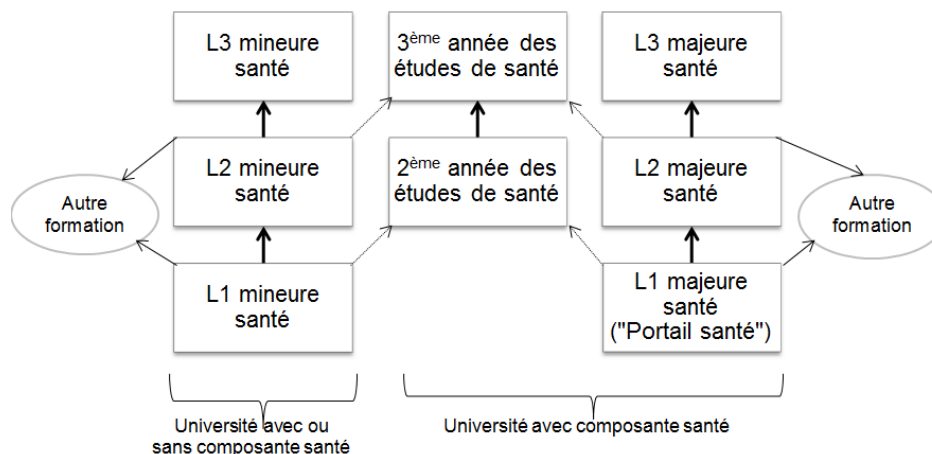 L3 mineure
santé
3ème année des
études de santé
L3 majeure
santé
L2 mineure
santé
2ème année des
études de santé
L2 majeure
santé
Autre
formation
Autre
formation
L1 mineure
santé
L1 majeure
santé
("Portail santé")
Université avec ou
sans composante santé
Université avec composante santé